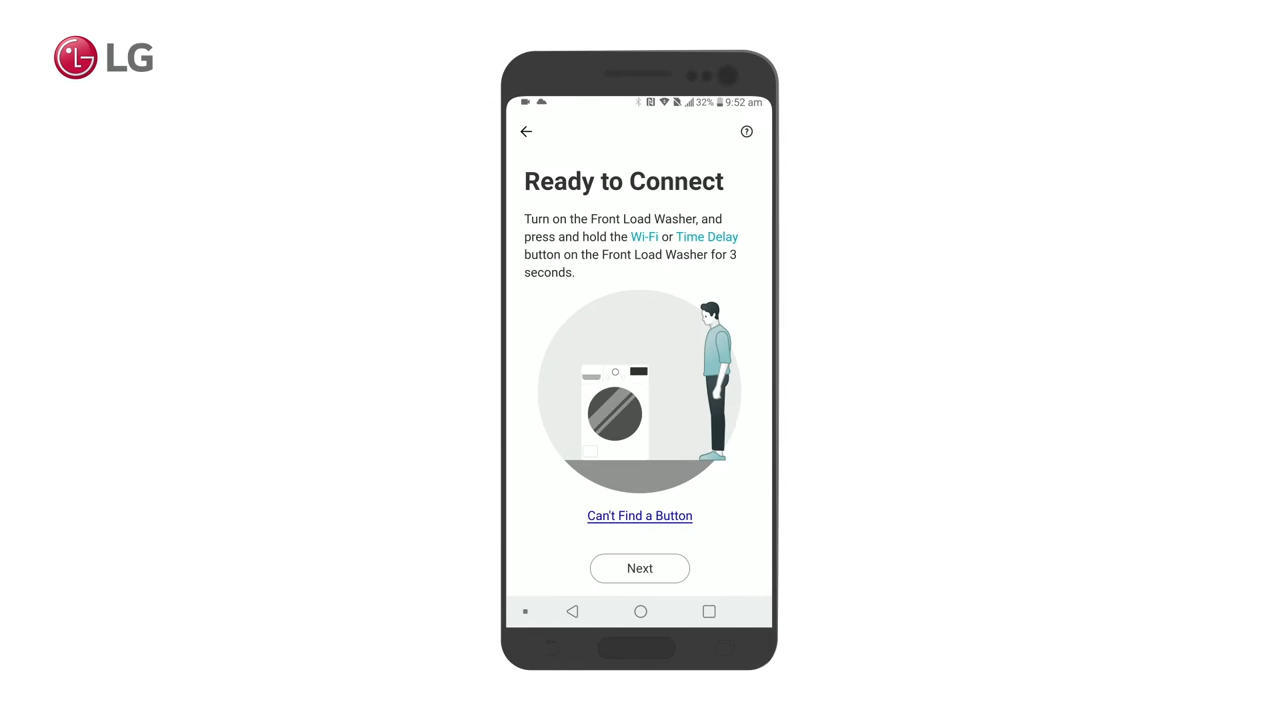 LG
32% 9:52 am
Ready to Connect
Turn on the Front Load Washer, and
press and hold the Wi-Fi or Time Delay
button on the Front Load Washer for 3
seconds.
Can't Find a Button
Next